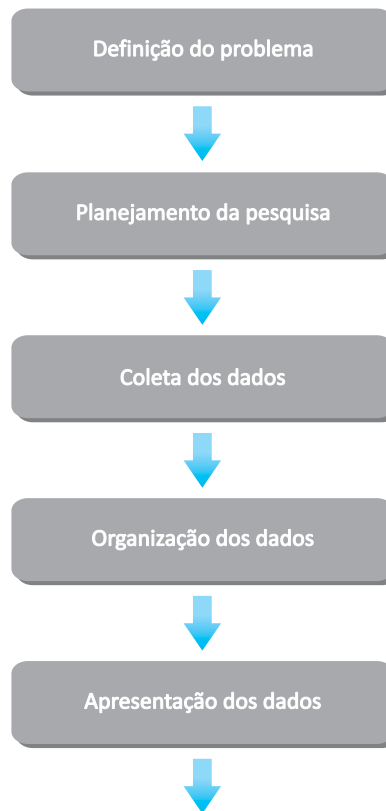 Definição do problema
Planejamento da pesquisa
Coleta dos dados
Organização dos dados
Apresentação dos dados